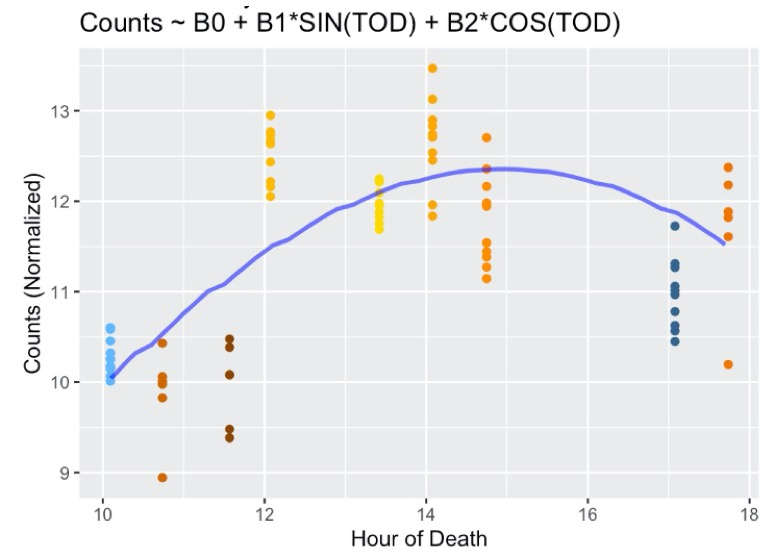 Counts ~ B0 + B1*SIN(TOD) + B2*COS(TOD)
13
12
11
10
9
Counts (Normalized)
10 12 14 16 18
Hour of Death